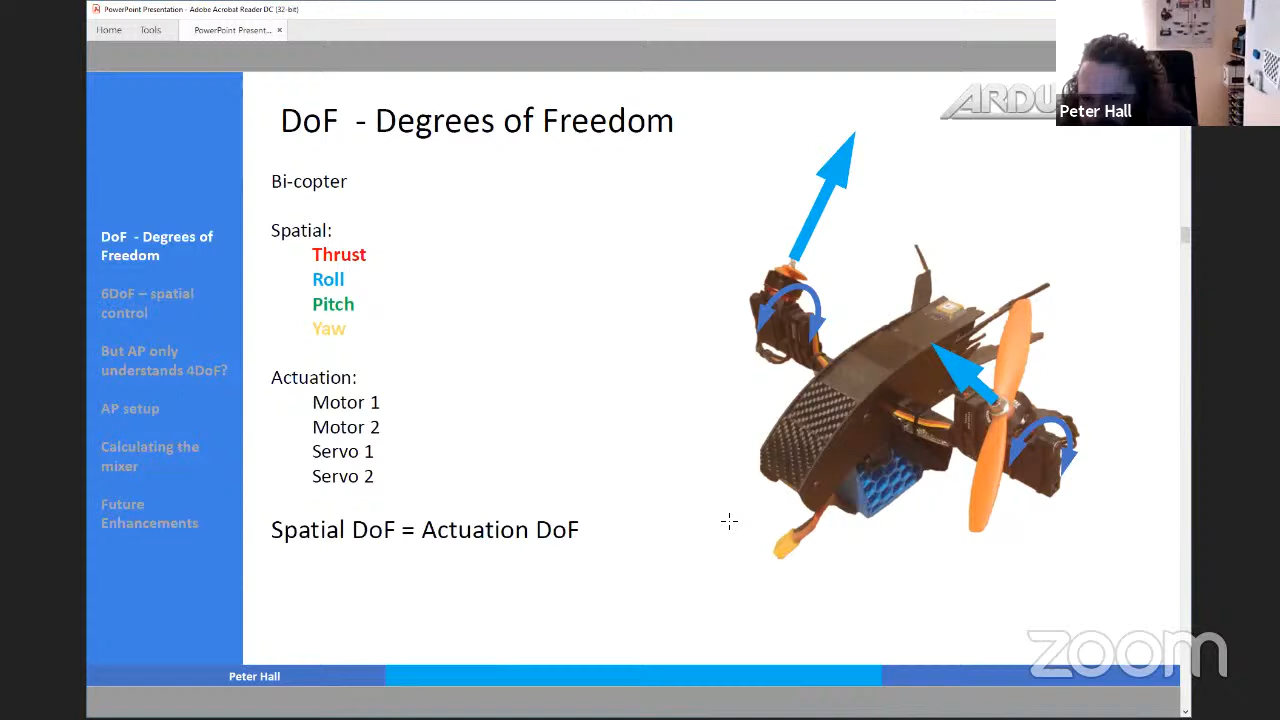 PowerPoint Presentation - Adobe Acrobat Reader DC (32-bit)
Home
Tools
PowerPoint Present... ×
DoF - Degrees of Freedom
ARDU
Peter Hall
Bi-copter
Spatial:
Thrust
Roll
Pitch
Yaw
Actuation:
Motor 1
Motor 2
Servo 1
Servo 2
Spatial DoF = Actuation DoF
DoF - Degrees of
Freedom
6DoF – spatial
control
But AP only
understands 4DoF?
AP setup
Calculating the
mixer
Future
Enhancements
Peter Hall
zoom